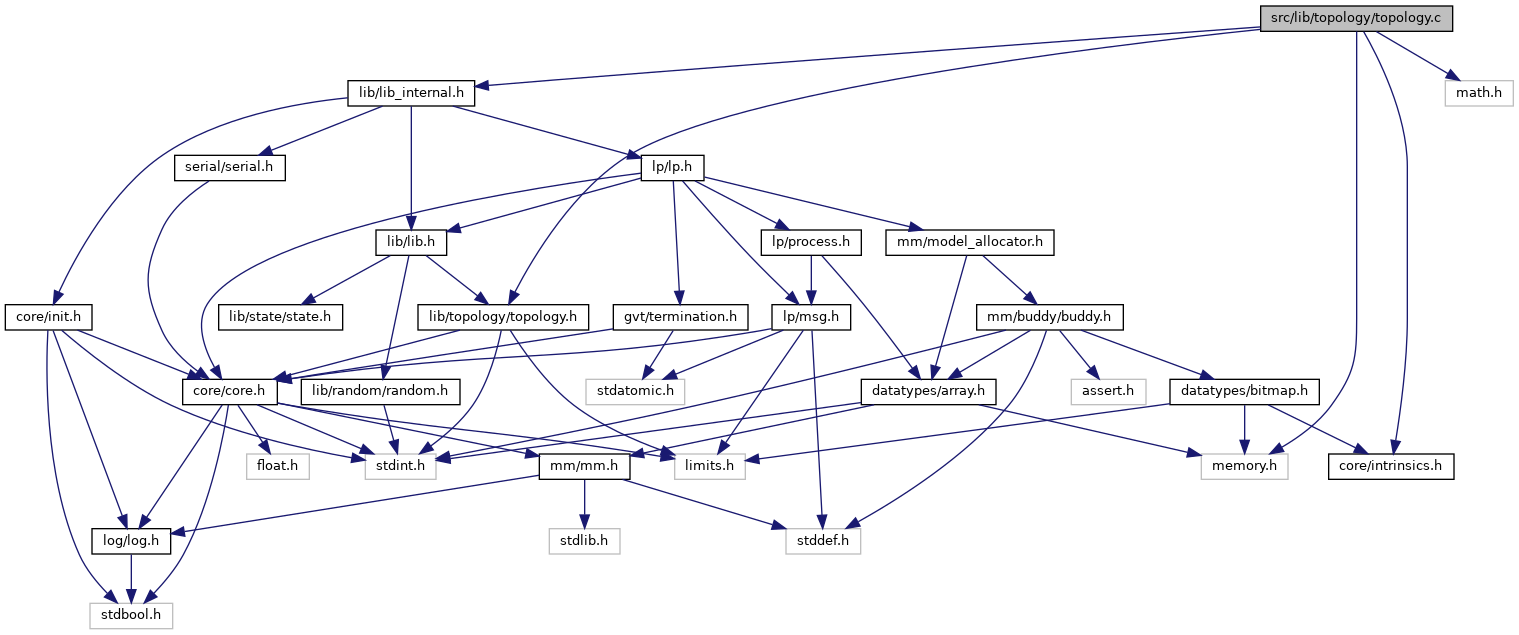 src/lib/topology/topology.c
lib/lib_internal.h
math.h
serial/serial.h
lp/lp.h
lib/lib.h
lp/process.h
mm/model_allocator.h
core/init.h
lib/state/state.h
lib/topology/topology.h
gvt/termination.h
lp/msg.h
mm/buddy/buddy.h
core/core.h
lib/random/random.h
stdatomic.h
datatypes/array.h
assert.h
datatypes/bitmap.h
float.h
stdint.h
mm/mm.h
limits.h
memory.h
core/intrinsics.h
log/log.h
stdlib.h
stddef.h
stdbool.h